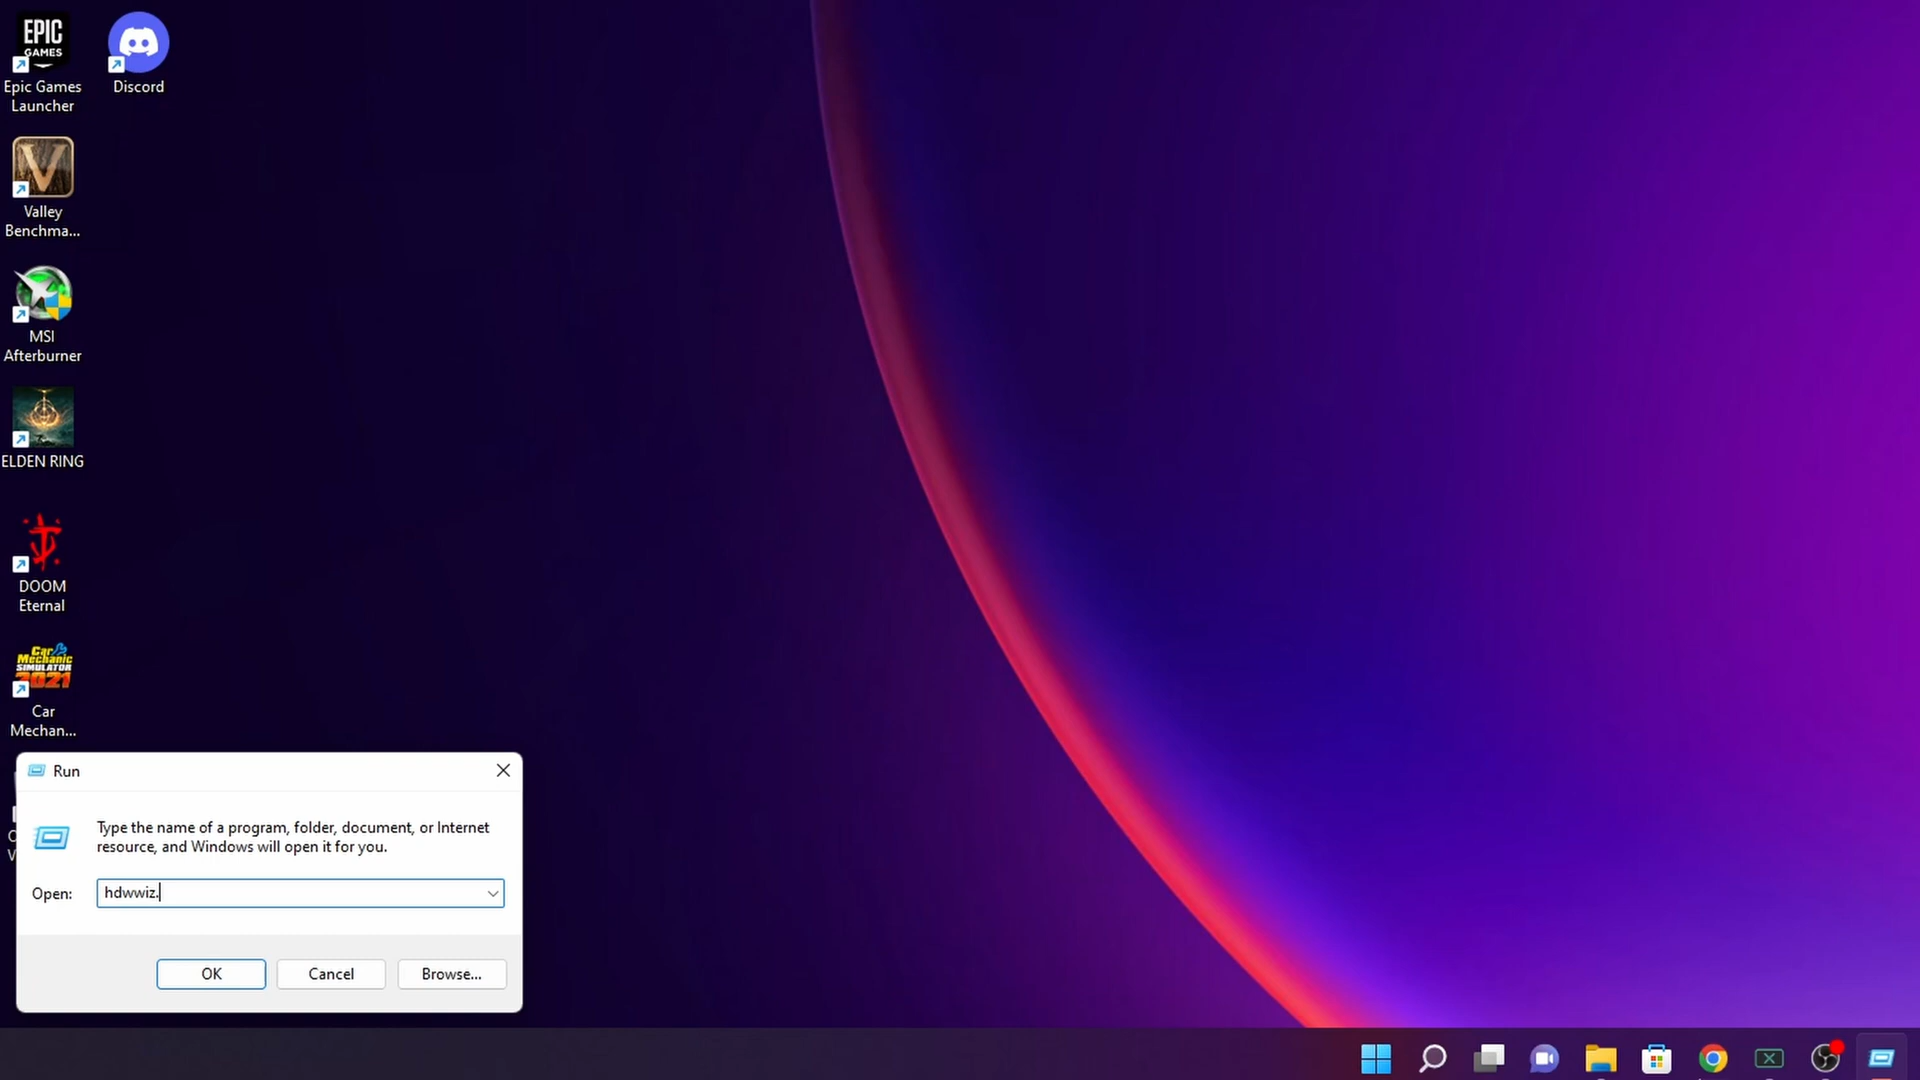 EPIC
GAMES
Epic Games
Launcher
Discord
V
Valley
Benchma...
MSI
Afterburner
ELDEN RING
DOOM
Eternal
Car
Mechanic
SIMULATOR
2021
Car
Mechan...
Run
Type the name of a program, folder, document, or Internet
resource, and Windows will open it for you.
Open:
hdwwiz.
OK
Cancel
Browse...